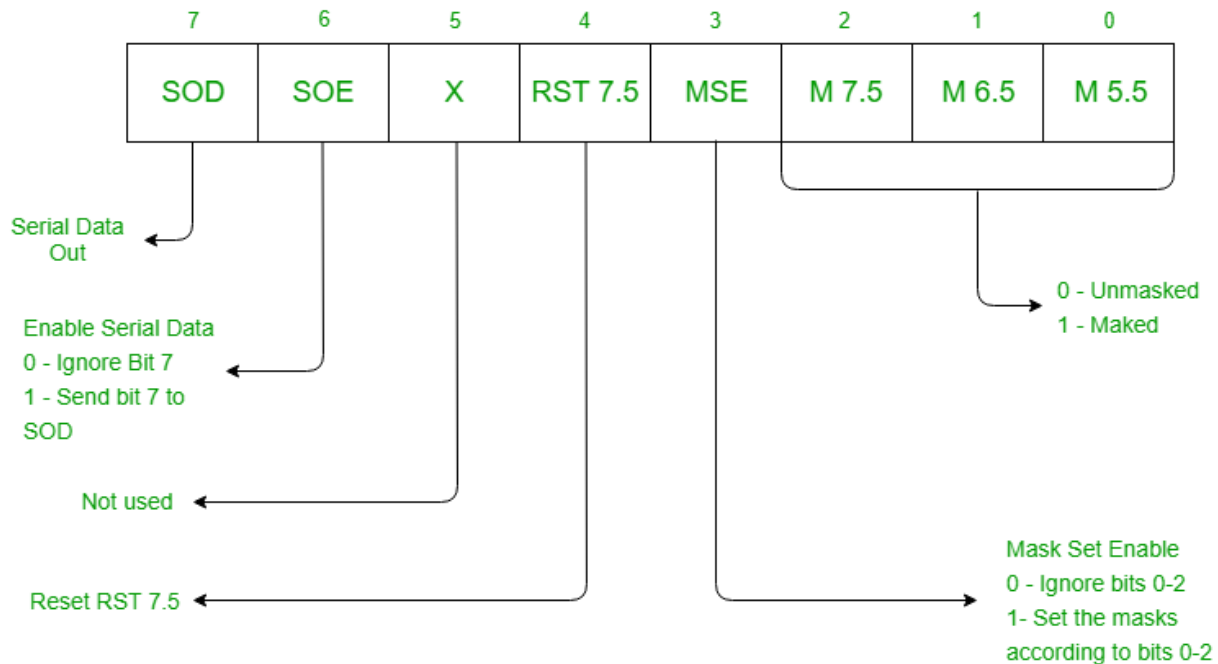 7 6 5 4 3 2 1 0
SOD SOE X RST 7.5 MSE M 7.5 M 6.5 M 5.5
Serial Data
Out
Enable Serial Data
0 - Ignore Bit 7
1 - Send bit 7 to
SOD
Not used
Reset RST 7.5
0 - Unmasked
1 - Maked
Mask Set Enable
0 - Ignore bits 0-2
1- Set the masks
according to bits 0-2